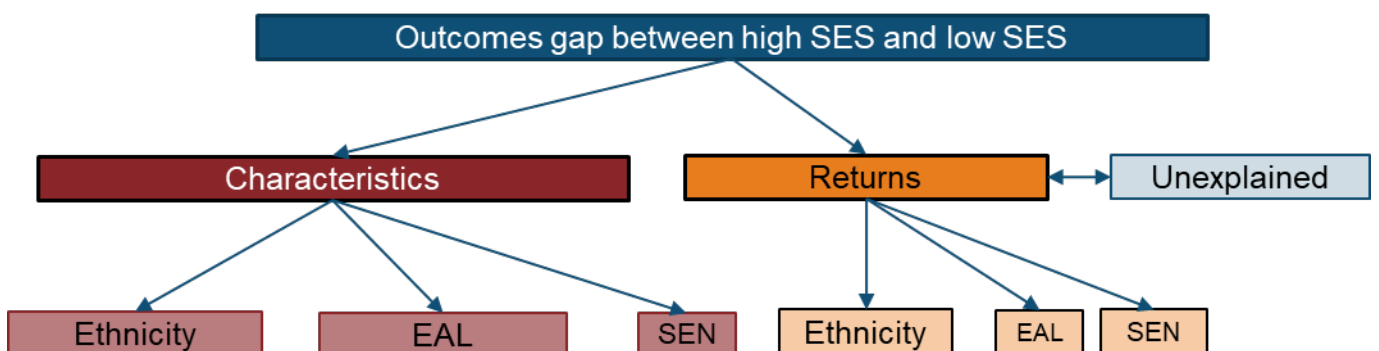 Outcomes gap between high SES and low SES
Characteristics
Returns
Unexplained
Ethnicity
EAL
SEN
Ethnicity
EAL
SEN